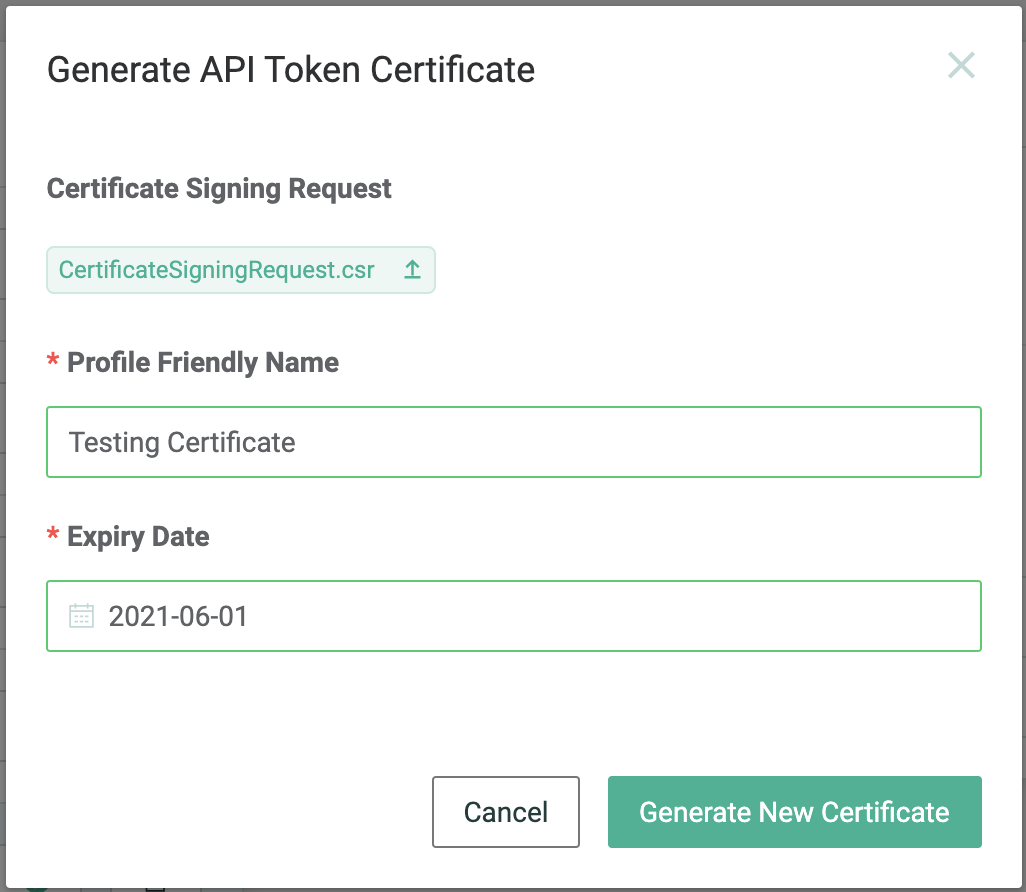 Generate API Token Certificate
Certificate Signing Request
CertificateSigningRequest.csr
* Profile Friendly Name
Testing Certificate
* Expiry Date
2021-06-01
Cancel
Generate New Certificate